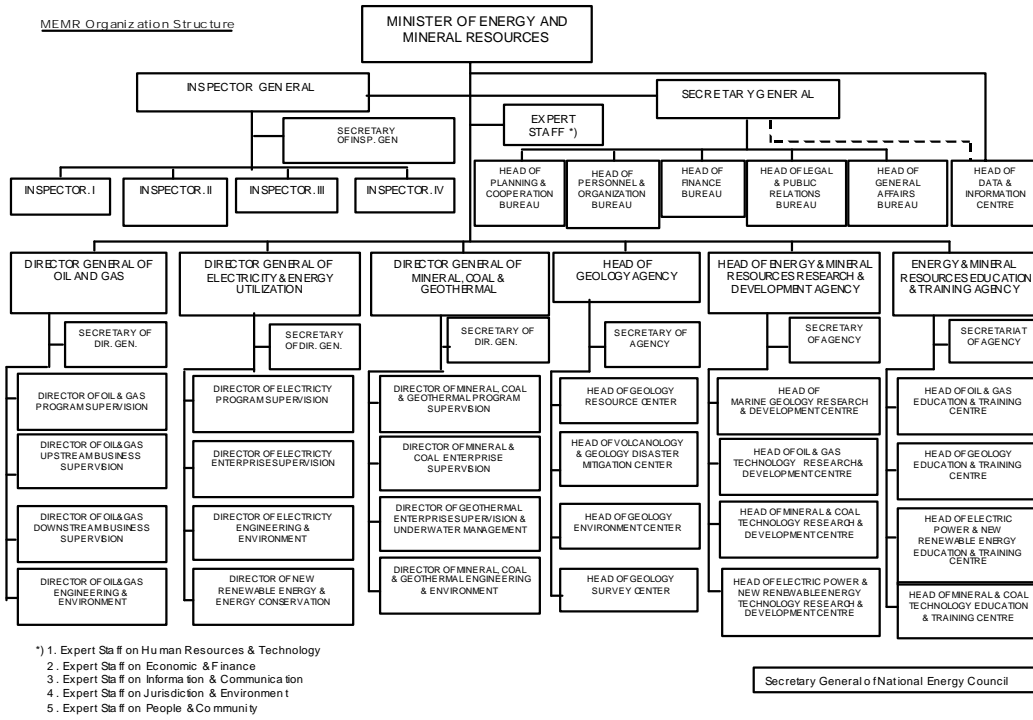 MEMR Organization Structure
MINISTER OF ENERGY AND
MINERAL RESOURCES
INSPECTOR GENERAL
SECRETARY GENERAL
SECRETARY
OF INSP. GEN
EXPERT
STAFF *)
INSPECTOR. I
INSPECTOR. II
INSPECTOR. III
INSPECTOR. IV
HEAD OF
PLANNING &
COOPERATION
BUREAU
HEAD OF
PERSONNEL &
ORGANIZATION
BUREAU
HEAD OF
FINANCE
BUREAU
HEAD OF LEGAL
& PUBLIC
RELATIONS
BUREAU
HEAD OF
GENERAL
AFFAIRS
BUREAU
HEAD OF
DATA &
INFORMATION
CENTRE
DIRECTOR GENERAL OF
OIL AND GAS
DIRECTOR GENERAL OF
ELECTRICITY & ENERGY
UTILIZATION
DIRECTOR GENERAL OF
MINERAL, COAL &
GEOTHERMAL
HEAD OF
GEOLOGY AGENCY
HEAD OF ENERGY & MINERAL
RESOURCES RESEARCH &
DEVELOPMENT AGENCY
ENERGY & MINERAL
RESOURCES EDUCATION
& TRAINING AGENCY
SECRETARY OF
DIR. GEN.
SECRETARY
OF DIR. GEN.
SECRETARY OF
DIR. GEN.
SECRETARY OF
AGENCY
SECRETARY
OF AGENCY
SECRETARIAT
OF AGENCY
DIRECTOR OF OIL & GAS
PROGRAM SUPERVISION
DIRECTOR OF ELECTRICTY
PROGRAM SUPERVISION
DIRECTOR OF MINERAL, COAL
& GEOTHERMAL PROGRAM
SUPERVISION
HEAD OF GEOLOGY
RESOURCE CENTER
HEAD OF
MARINE GEOLOGY RESEARCH
& DEVELOPMENT CENTRE
HEAD OF OIL & GAS
EDUCATION & TRAINING
CENTRE
DIRECTOR OF OIL&GAS
UPSTREAM BUSINESS
SUPERVISION
DIRECTOR OF ELECTRICTY
ENTERPRISE SUPERVISION
DIRECTOR OF MINERAL &
COAL ENTERPRISE
SUPERVISION
HEAD OF VOLCANOLOGY
& GEOLOGY DISASTER
MITIGATION CENTER
HEAD OF OIL & GAS
TECHNOLOGY RESEARCH&
DEVELOPMENT CENTRE
HEAD OF GEOLOGY
EDUCATION & TRAINING
CENTRE
DIRECTOR OF OIL&GAS
DOWNSTREAM BUSINESS
SUPERVISION
DIRECTOR OF ELECTRICTY
ENGINEERING &
ENVIRONMENT
DIRECTOR OF GEOTHERMAL
ENTERPRISE SUPERVISION &
UNDERWATER MANAGEMENT
HEAD OF GEOLOGY
ENVIRONMENT CENTER
HEAD OF MINERAL & COAL
TECHNOLOGY RESEARCH &
DEVELOPMENT CENTRE
HEAD OF ELECTRIC
POWER & NEW
RENEWABLE ENERGY
EDUCATION & TRAINING
CENTRE
DIRECTOR OF OIL&GAS
ENGINEERING &
ENVIRONMENT
DIRECTOR OF NEW
RENEWABLE ENERGY &
ENERGY CONSERVATION
DIRECTOR OF MINERAL, COAL
& GEOTHERMAL ENGINEERING
& ENVIRONMENT
HEAD OF GEOLOGY
SURVEY CENTER
HEAD OF ELECTRIC POWER &
NEW RENEWABLE ENERGY
TECHNOLOGY RESEARCH &
DEVELOPMENT CENTRE
HEAD OF MINERAL & COAL
TECHNOLOGY EDUCATION
& TRAINING CENTRE
*) 1. Expert Staff on Human Resources & Technology
2. Expert Staff on Economic & Finance
3. Expert Staff on Information & Communication
4. Expert Staff on Jurisdiction & Environment
5. Expert Staff on People & Community
Secretary General of National Energy Council